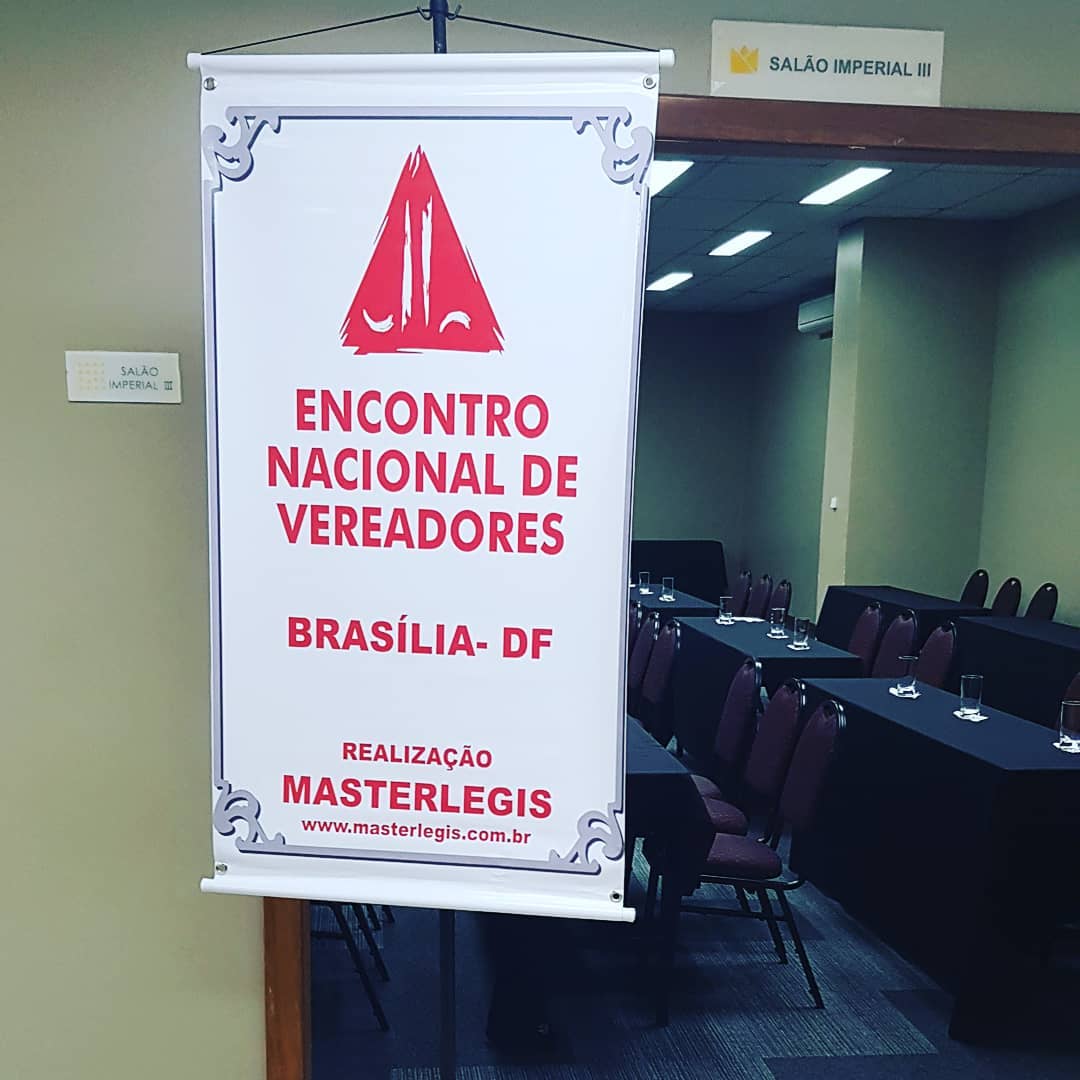 SALÃO IMPERIAL III
SALÃO
IMPERIAL III
ENCONTRO
NACIONAL DE
VEREADORES
BRASÍLIA- DF
REALIZAÇÃO
MASTERLEGIS
www.masterlegis.com.br